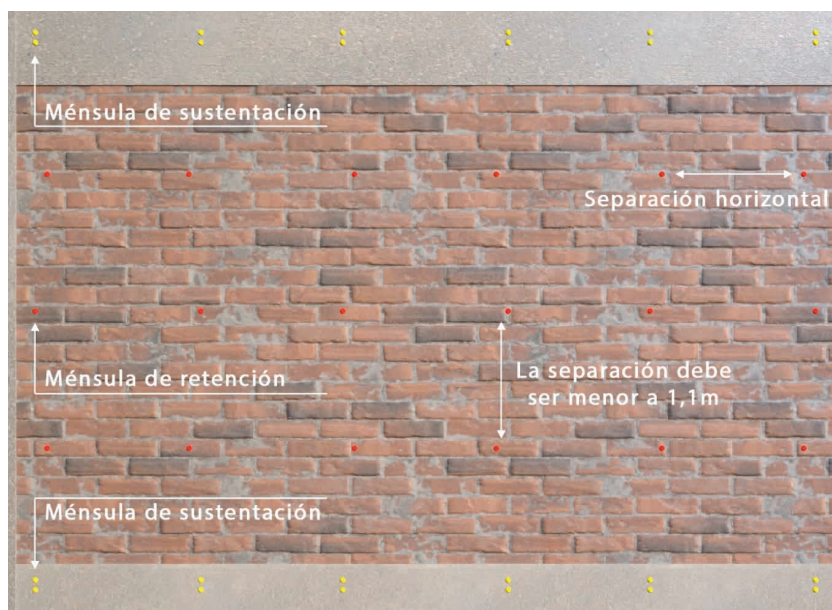 Ménsula de sustentación
Separación horizontal
Ménsula de retención
La separación debe
ser menor a 1,1m
Ménsula de sustentación